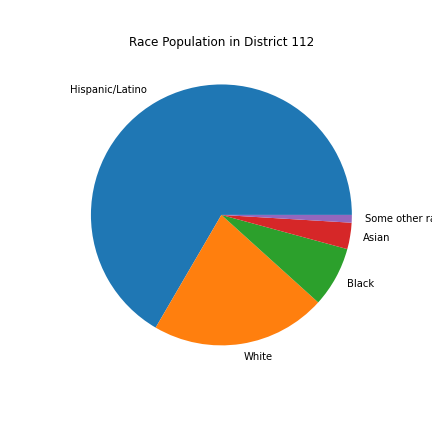 Race Population in District 112
Hispanic/Latino
Some other ra
Asian
Black
White